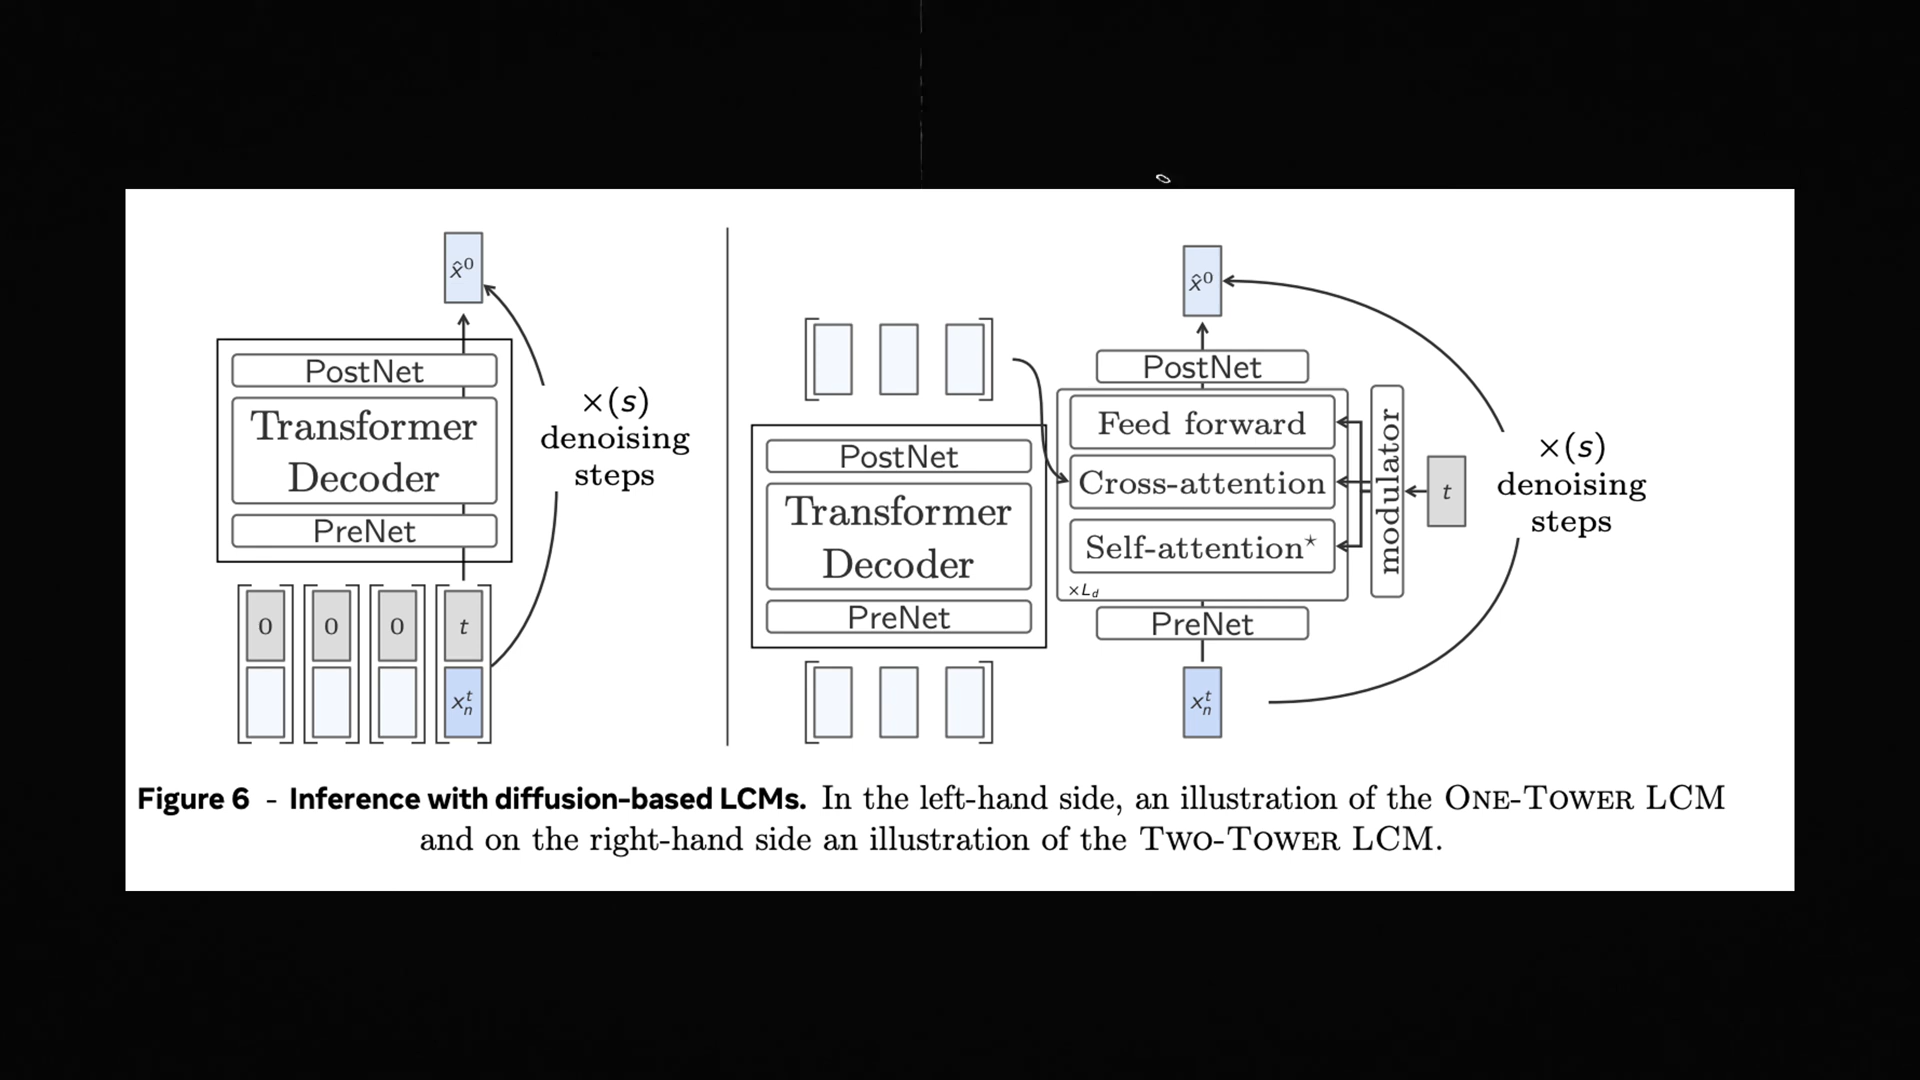 x̂⁰
PostNet
Transformer
Decoder
PreNet
×(s)
denoising
steps
0 0 0 t
xₙᵗ
PostNet
Transformer
Decoder
PreNet
x̂⁰
PostNet
Feed forward
Cross-attention
Self-attention*
×L_d
PreNet
xₙᵗ
modulator
t
×(s)
denoising
steps
Figure 6 - Inference with diffusion-based LCMs. In the left-hand side, an illustration of the ONE-TOWER LCM
and on the right-hand side an illustration of the TWO-TOWER LCM.